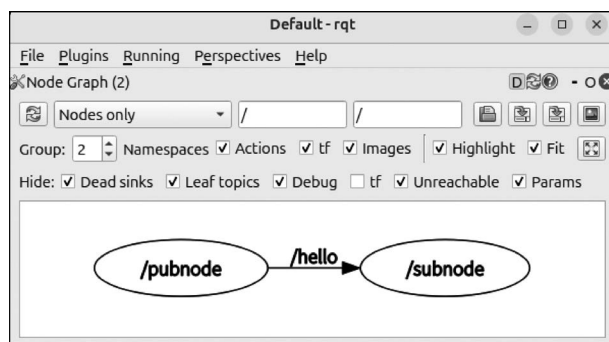 Default - rqt
File Plugins Running Perspectives Help
Node Graph (2) D - O
Nodes only / /
Group: 2 Namespaces Actions tf Images Highlight Fit
Hide: Dead sinks Leaf topics Debug tf Unreachable Params
/pubnode /hello /subnode